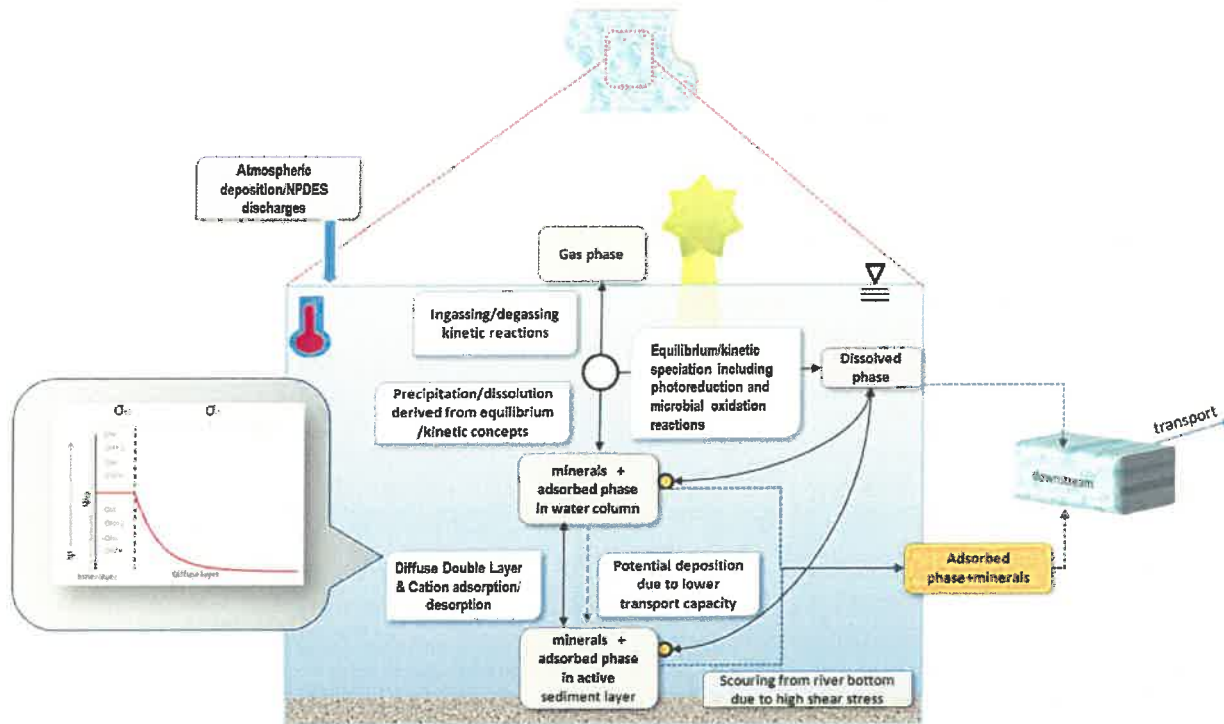 Atmospheric
deposition/NPDES
discharges
Gas phase
Ingassing/degassing
kinetic reactions
Equilibrium/kinetic
speciation including
photoreduction and
microbial oxidation
reactions
Dissolved
phase
Precipitation/dissolution
derived from equilibrium
/kinetic concepts
transport
downstream
minerals +
adsorbed phase
in water column
Diffuse layer
Diffuse Double Layer
& Cation adsorption/
desorption
Potential deposition
due to lower
transport capacity
Adsorbed
phase+minerals
minerals +
adsorbed phase
in active
sediment layer
Scouring from river bottom
due to high shear stress